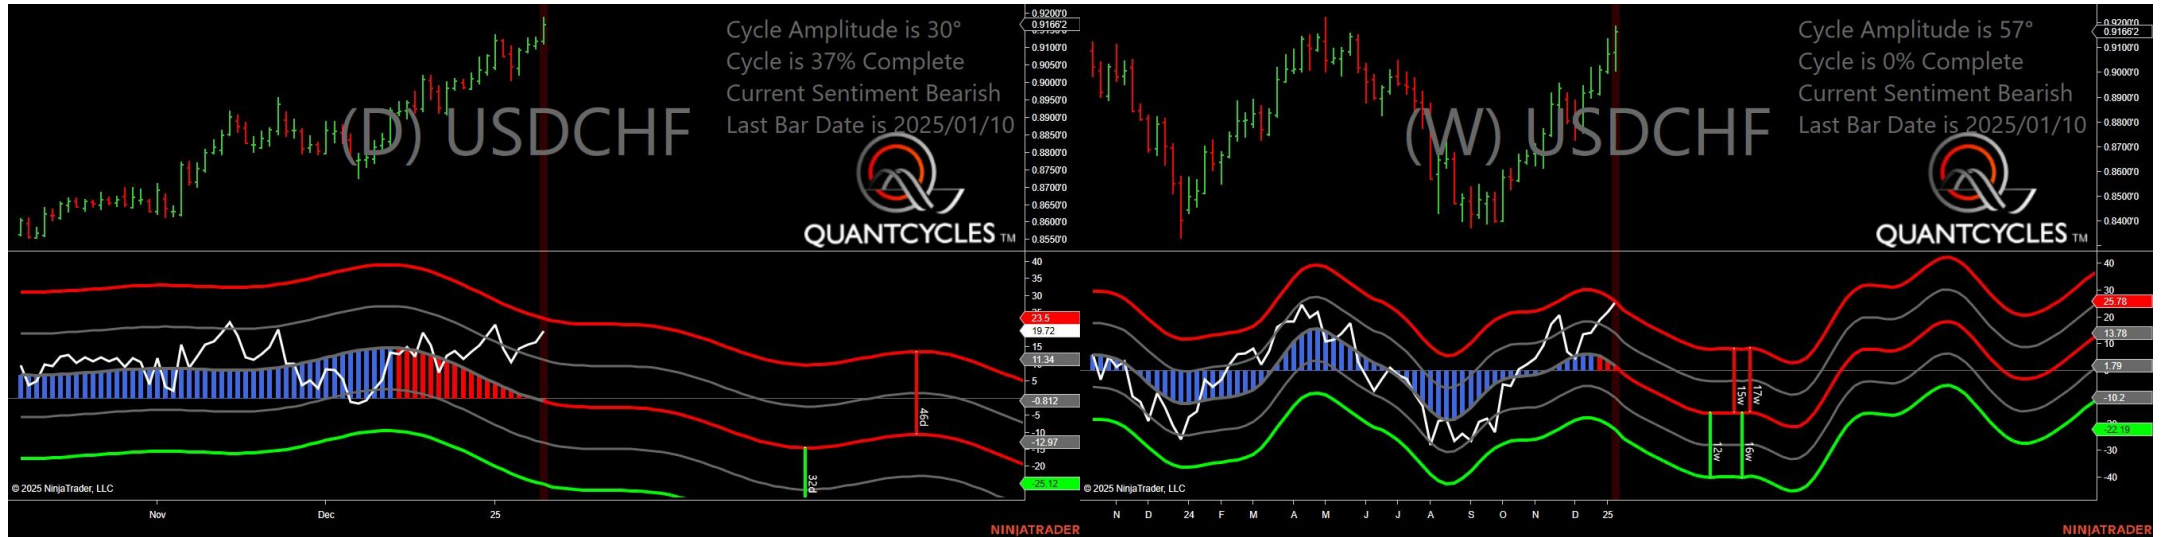 Cycle Amplitude is 30°
Cycle is 37% Complete
Current Sentiment Bearish
Last Bar Date is 2025/01/10
(D) USDCHF
QUANTCYCLES TM
0.9200'0
0.9166'2
0.9100'0
0.9050'0
0.9000'0
0.8950'0
0.8900'0
0.8850'0
0.8800'0
0.8750'0
0.8700'0
0.8650'0
0.8600'0
0.8550'0
40
35
30
23.5
19.72
15
11.34
5
-0.812
-5
-10
-12.97
-15
-20
-25.12
46d
32d
© 2025 NinjaTrader, LLC
Nov
Dec
25
NINJATRADER
Cycle Amplitude is 57°
Cycle is 0% Complete
Current Sentiment Bearish
Last Bar Date is 2025/01/10
(W) USDCHF
QUANTCYCLES TM
0.9200'0
0.9166'2
0.9100'0
0.9000'0
0.8900'0
0.8800'0
0.8700'0
0.8600'0
0.8500'0
0.8400'0
40
30
25.78
20
13.78
10
1.79
-10.2
-20
-22.19
-30
-40
15w
17w
12w
16w
© 2025 NinjaTrader, LLC
N D 24 F M A M J J A S O N D 25
NINJATRADER